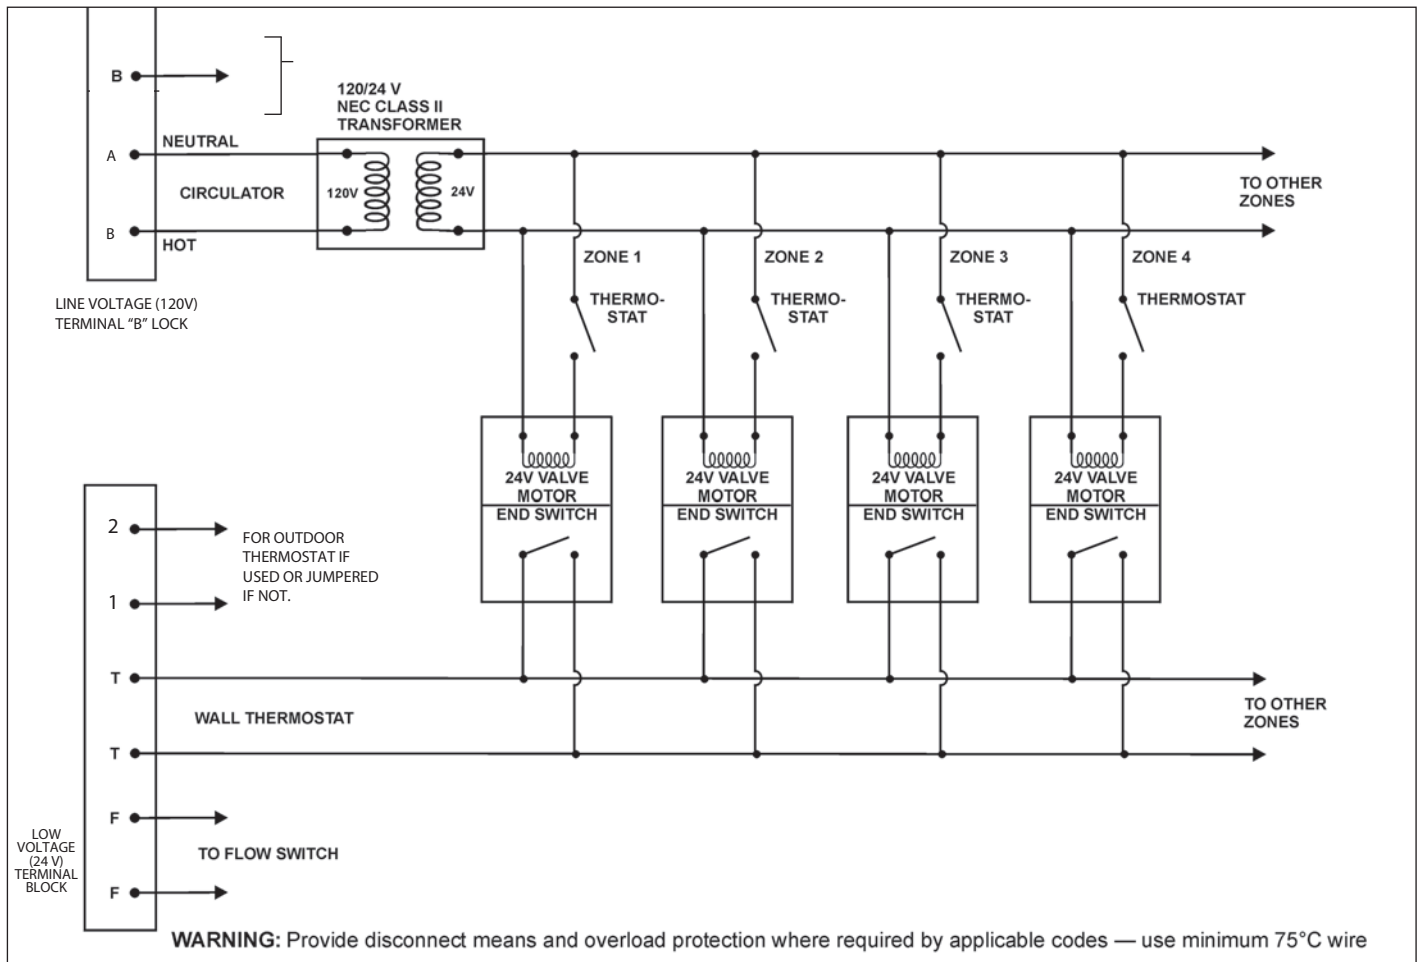 B
120/24 V
NEC CLASS II
TRANSFORMER
A
NEUTRAL
CIRCULATOR
120V
24V
B
HOT
TO OTHER
ZONES
LINE VOLTAGE (120V)
TERMINAL “B” LOCK
ZONE 1
THERMO-
STAT
ZONE 2
THERMO-
STAT
ZONE 3
THERMO-
STAT
ZONE 4
THERMOSTAT
24V VALVE
MOTOR
END SWITCH
24V VALVE
MOTOR
END SWITCH
24V VALVE
MOTOR
END SWITCH
24V VALVE
MOTOR
END SWITCH
2
1
FOR OUTDOOR
THERMOSTAT IF
USED OR JUMPERED
IF NOT.
T
WALL THERMOSTAT
T
TO OTHER
ZONES
F
TO FLOW SWITCH
F
LOW
VOLTAGE
(24 V)
TERMINAL
BLOCK
WARNING: Provide disconnect means and overload protection where required by applicable codes — use minimum 75°C wire